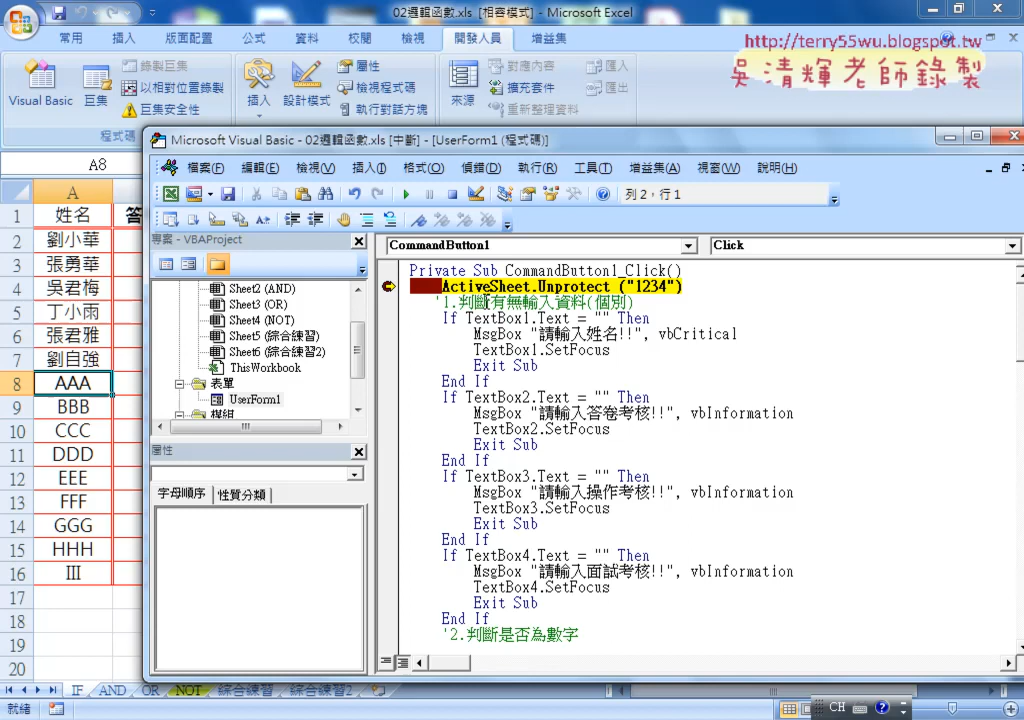 02邏輯函數.xls [相容模式] - Microsoft Excel
常用 插入 版面配置 公式 資料 校閱 檢視 開發人員 增益集
http://terry55wu.blogspot.tw
吳清輝老師錄製
Visual Basic 巨集 錄製巨集 以相對位置錄製 巨集安全性
插入 設計模式 屬性 檢視程式碼 執行對話方塊
來源 對應內容 擴充套件 重新整理資料 匯入 匯出
程式碼
Microsoft Visual Basic - 02邏輯函數.xls [中斷] - [UserForm1 (程式碼)]
A8
檔案(F) 編輯(E) 檢視(V) 插入(I) 格式(O) 偵錯(D) 執行(R) 工具(T) 增益集(A) 視窗(W) 說明(H)
列 2，行 1
專案 - VBAProject
CommandButton1
Click
Sheet2 (AND)
Sheet3 (OR)
Sheet4 (NOT)
Sheet5 (綜合練習)
Sheet6 (綜合練習2)
ThisWorkbook
表單
UserForm1
模組
屬性
字母順序 性質分類
Private Sub CommandButton1_Click()
ActiveSheet.Unprotect ("1234")
'1.判斷有無輸入資料(個別)
If TextBox1.Text = "" Then
MsgBox "請輸入姓名!!", vbCritical
TextBox1.SetFocus
Exit Sub
End If
If TextBox2.Text = "" Then
MsgBox "請輸入答卷考核!!", vbInformation
TextBox2.SetFocus
Exit Sub
End If
If TextBox3.Text = "" Then
MsgBox "請輸入操作考核!!", vbInformation
TextBox3.SetFocus
Exit Sub
End If
If TextBox4.Text = "" Then
MsgBox "請輸入面試考核!!", vbInformation
TextBox4.SetFocus
Exit Sub
End If
'2.判斷是否為數字
A
1 姓名 答
2 劉小華
3 張勇華
4 吳君梅
5 丁小雨
6 張君雅
7 劉自強
8 AAA
9 BBB
10 CCC
11 DDD
12 EEE
13 FFF
14 GGG
15 HHH
16 III
17
18
19
20
IF AND OR NOT 綜合練習 綜合練習2
就緒
CH